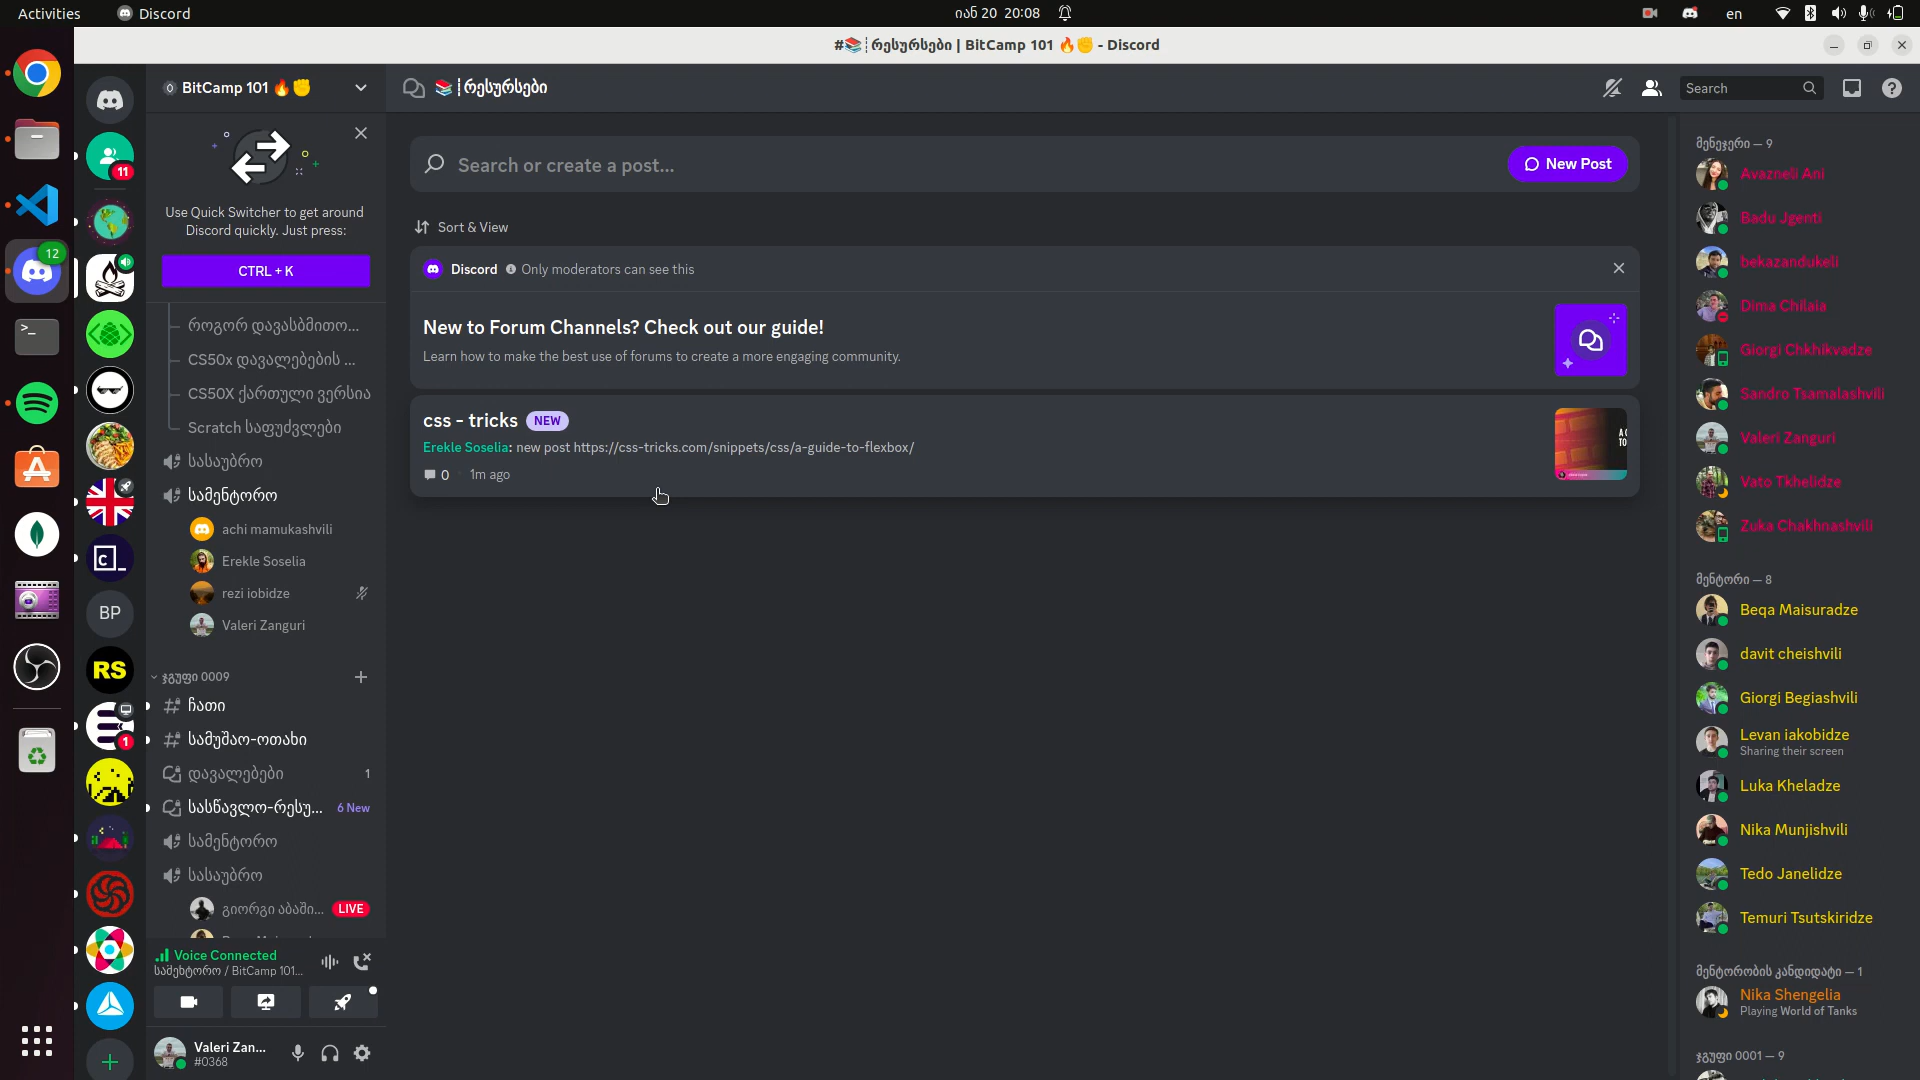 Activities
Discord
იან 20 20:08
en
#📚┆რესურსები | BitCamp 101 🔥✊ - Discord
12
11
1
BP
RS
BitCamp 101 🔥✊
Use Quick Switcher to get around
Discord quickly. Just press:
CTRL + K
როგორ დავასბმითო...
CS50x დავალებების ...
CS50X ქართული ვერსია
Scratch საფუძვლები
სასაუბრო
სამენტორო
achi mamukashvili
Erekle Soselia
rezi iobidze
Valeri Zanguri
ჯგუფი 0009
ჩათი
სამუშაო-ოთახი
დავალებები 1
სასწავლო-რესუ... 6 New
სამენტორო
სასაუბრო
გიორგი აბაში... LIVE
Voice Connected
სამენტორო / BitCamp 101...
Valeri Zan...
#0368
📚┆რესურსები
Search
Search or create a post...
New Post
Sort & View
Discord Only moderators can see this
New to Forum Channels? Check out our guide!
Learn how to make the best use of forums to create a more engaging community.
css - tricks NEW
Erekle Soselia: new post https://css-tricks.com/snippets/css/a-guide-to-flexbox/
0 · 1m ago
მენეჯერი — 9
Avazneli Ani
Badu Jgenti
bekazandukeli
Dima Chilaia
Giorgi Chkhikvadze
Sandro Tsamalashvili
Valeri Zanguri
Vato Tkhelidze
Zuka Chakhnashvili
მენტორი — 8
Beqa Maisuradze
davit cheishvili
Giorgi Begiashvili
Levan iakobidze
Sharing their screen
Luka Kheladze
Nika Munjishvili
Tedo Janelidze
Temuri Tsutskiridze
მენტორობის კანდიდატი — 1
Nika Shengelia
Playing World of Tanks
ჯგუფი 0001 — 9